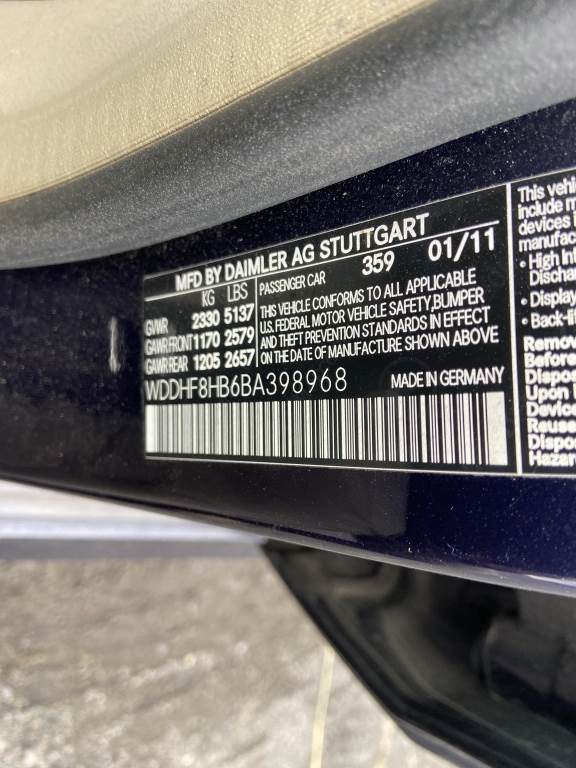 MFD BY DAIMLER AG STUTTGART
KG LBS
GVWR 2330 5137
GAWR FRONT 1170 2579
GAWR REAR 1205 2657
PASSENGER CAR 359 01/11
THIS VEHICLE CONFORMS TO ALL APPLICABLE
U.S. FEDERAL MOTOR VEHICLE SAFETY, BUMPER
AND THEFT PREVENTION STANDARDS IN EFFECT
ON THE DATE OF MANUFACTURE SHOWN ABOVE
WDDHF8HB6BA398968
MADE IN GERMANY
This vehi
include m
devices
manufac
• High Int
Discha
• Display
• Back-li
Remov
Before
Dispos
Upon
Device
Reuse
Dispo
Hazar